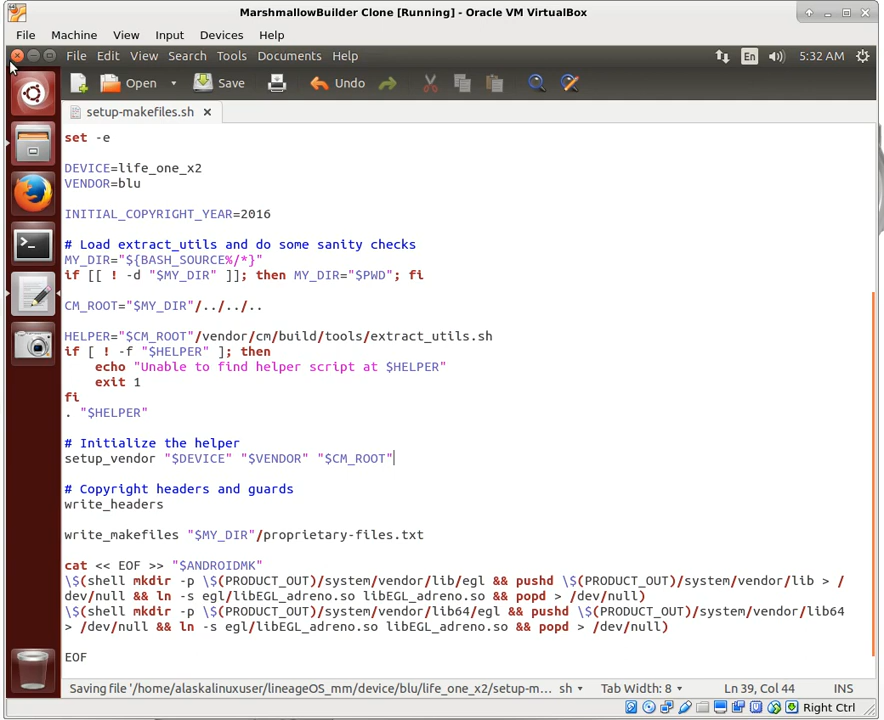 MarshmallowBuilder Clone [Running] - Oracle VM VirtualBox
File Machine View Input Devices Help
File Edit View Search Tools Documents Help En 5:32 AM
Open Save Undo
setup-makefiles.sh ×
set -e
DEVICE=life_one_x2
VENDOR=blu
INITIAL_COPYRIGHT_YEAR=2016
# Load extract_utils and do some sanity checks
MY_DIR="${BASH_SOURCE%/*}"
if [[ ! -d "$MY_DIR" ]]; then MY_DIR="$PWD"; fi
CM_ROOT="$MY_DIR"/../../..
HELPER="$CM_ROOT"/vendor/cm/build/tools/extract_utils.sh
if [ ! -f "$HELPER" ]; then
    echo "Unable to find helper script at $HELPER"
    exit 1
fi
. "$HELPER"
# Initialize the helper
setup_vendor "$DEVICE" "$VENDOR" "$CM_ROOT"
# Copyright headers and guards
write_headers
write_makefiles "$MY_DIR"/proprietary-files.txt
cat << EOF >> "$ANDROIDMK"
\$(shell mkdir -p \$(PRODUCT_OUT)/system/vendor/lib/egl && pushd \$(PRODUCT_OUT)/system/vendor/lib > /
dev/null && ln -s egl/libEGL_adreno.so libEGL_adreno.so && popd > /dev/null)
\$(shell mkdir -p \$(PRODUCT_OUT)/system/vendor/lib64/egl && pushd \$(PRODUCT_OUT)/system/vendor/lib64
> /dev/null && ln -s egl/libEGL_adreno.so libEGL_adreno.so && popd > /dev/null)
EOF
Saving file '/home/alaskalinuxuser/lineageOS_mm/device/blu/life_one_x2/setup-m... sh Tab Width: 8 Ln 39, Col 44 INS
Right Ctrl